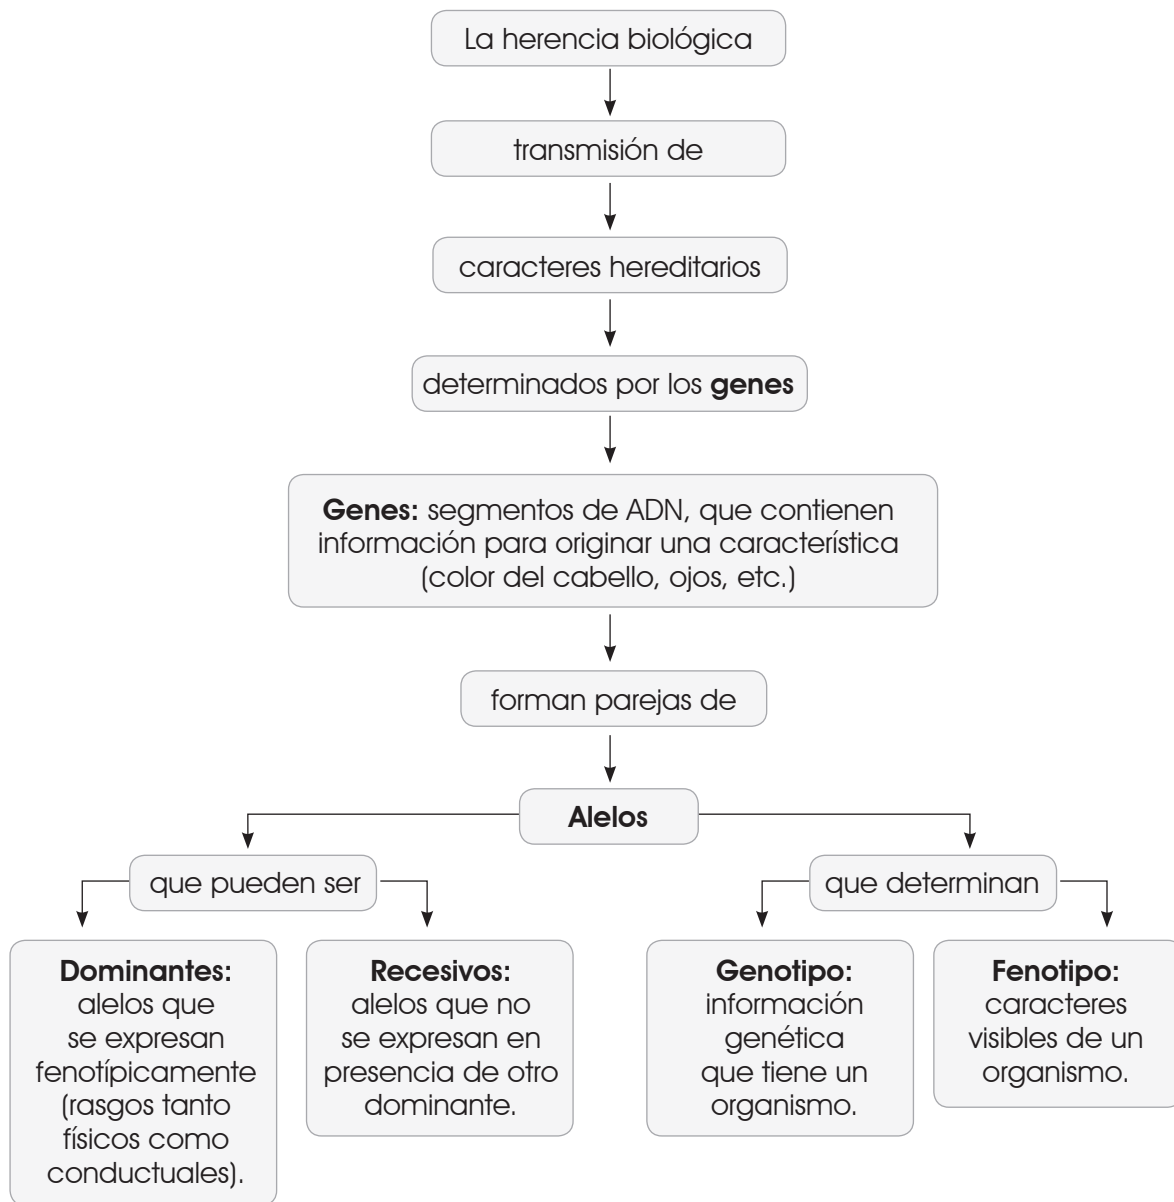 La herencia biológica
transmisión de
caracteres hereditarios
determinados por los genes
Genes: segmentos de ADN, que contienen
información para originar una característica
(color del cabello, ojos, etc.)
forman parejas de
Alelos
que pueden ser
que determinan
Dominantes:
alelos que
se expresan
fenotípicamente
(rasgos tanto
físicos como
conductuales).
Recesivos:
alelos que no
se expresan en
presencia de otro
dominante.
Genotipo:
información
genética
que tiene un
organismo.
Fenotipo:
caracteres
visibles de un
organismo.